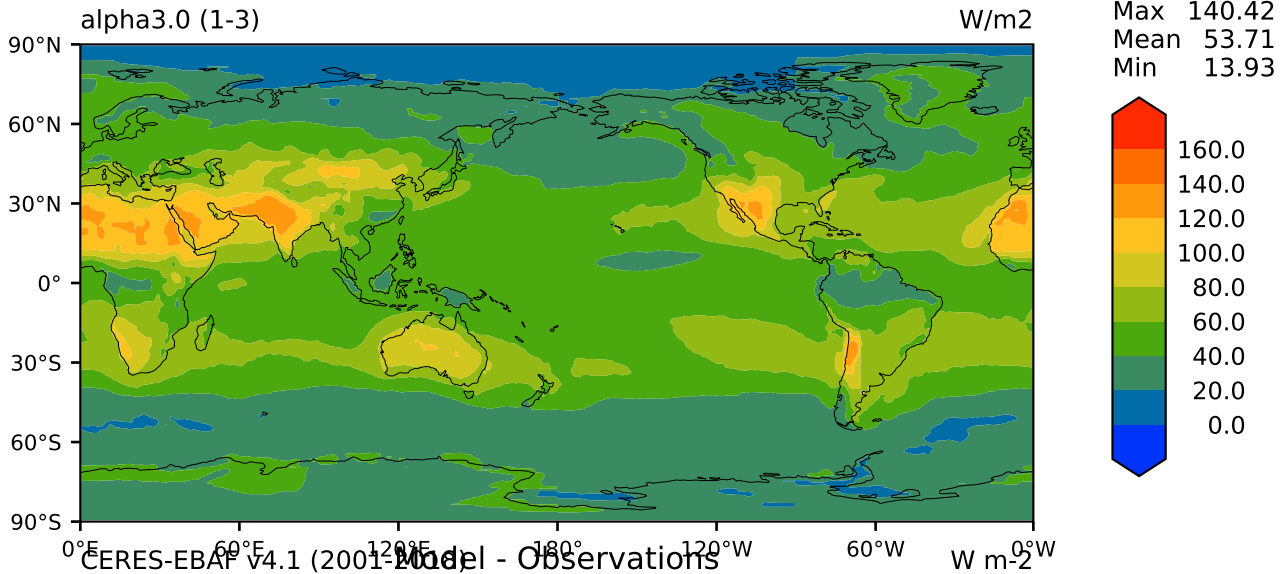 alpha3.0 (1-3) W/m2
Max 140.42
Mean 53.71
Min 13.93
90°N
60°N
30°N
0°
30°S
60°S
90°S
160.0
140.0
120.0
100.0
80.0
60.0
40.0
20.0
0.0
0°E 60°E 120°E 180° 120°W 60°W 0°W
CERES-EBAF v4.1 (2001-2018) Model - Observations W m-2